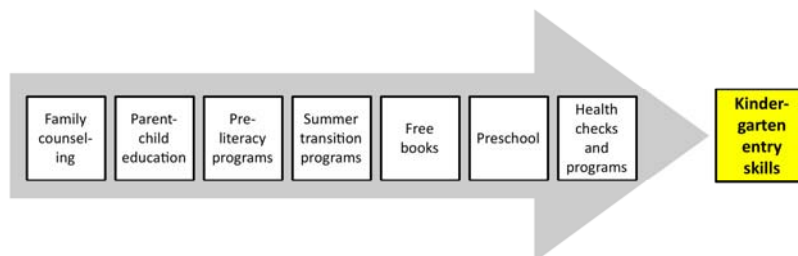 Family
counsel-
ing
Parent-
child
education
Pre-
literacy
programs
Summer
transition
programs
Free
books
Preschool
Health
checks
and
programs
Kinder-
garten
entry
skills